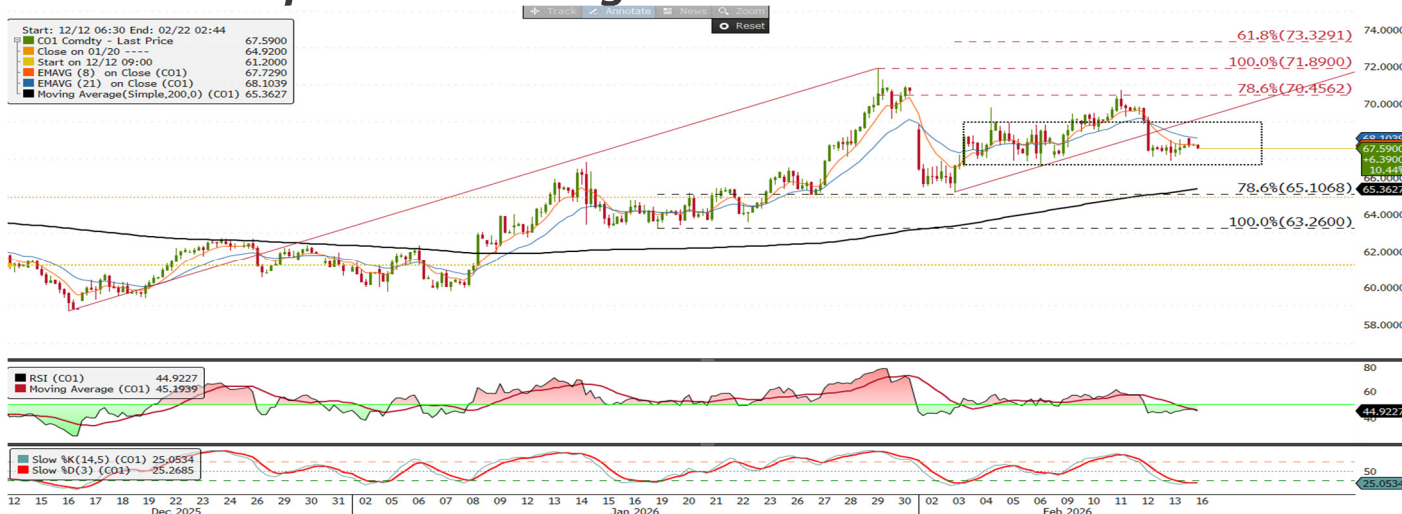 Track Annotate News Zoom
Reset
Start: 12/12 06:30 End: 02/22 02:44
CO1 Comdty - Last Price 67.5900
Close on 01/20 ---- 64.9200
Start on 12/12 09:00 61.2000
EMAVG (8) on Close (CO1) 67.7290
EMAVG (21) on Close (CO1) 68.1039
Moving Average(Simple,200,0) (CO1) 65.3627
61.8%(73.3291)
100.0%(71.8900)
78.6%(70.4562)
78.6%(65.1068)
100.0%(63.2600)
74.0000
72.0000
70.0000
68.1039
67.5900
+6.3900
10.44%
66.0000
65.3627
64.0000
62.0000
60.0000
58.0000
RSI (CO1) 44.9227
Moving Average (CO1) 45.1939
80
60
44.9227
40
Slow %K(14,5) (CO1) 25.0534
Slow %D(3) (CO1) 25.2685
50
25.0534
12 15 16 17 18 19 22 23 24 26 29 30 31 02 05 06 07 08 09 12 13 14 15 16 19 20 21 22 23 26 27 28 29 30 02 03 04 05 06 09 10 11 12 13 16
Dec 2025 Jan 2026 Feb 2026